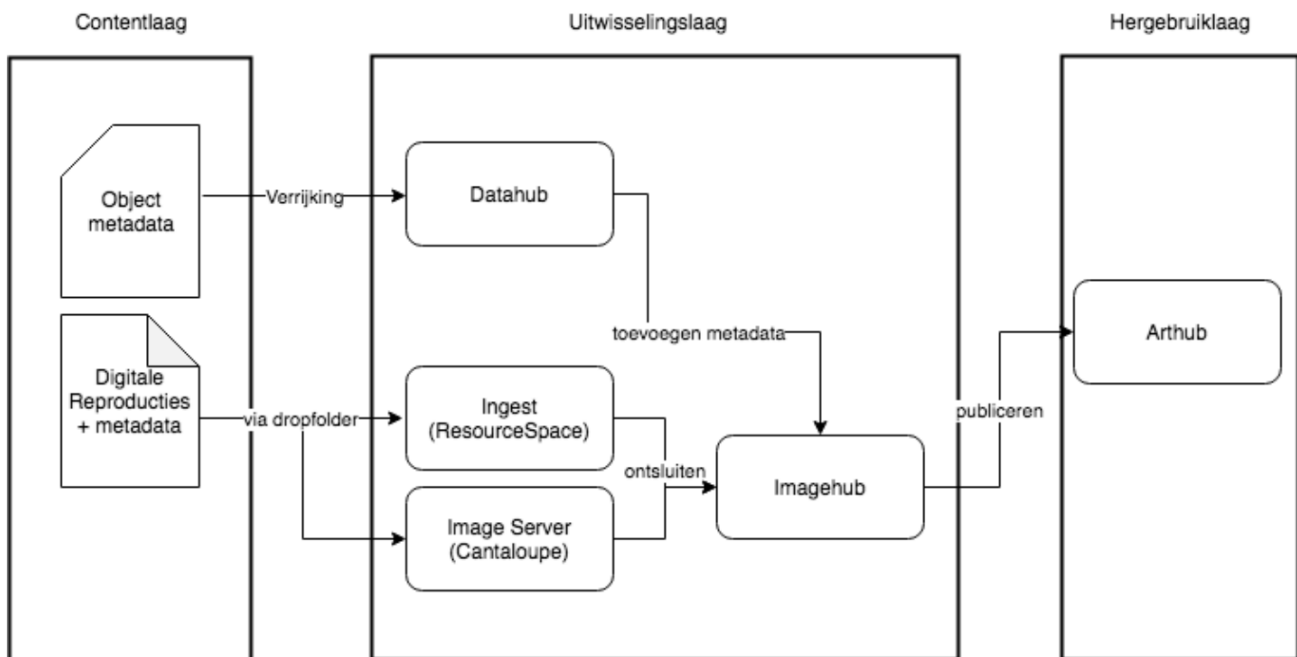 Contentlaag
Uitwisselingslaag
Hergebruiklaag
Object
metadata
Verrijking
Datahub
toevoegen metadata
Arthub
Digitale
Reproducties
+ metadata
via dropfolder
Ingest
(ResourceSpace)
ontsluiten
Imagehub
publiceren
Image Server
(Cantaloupe)